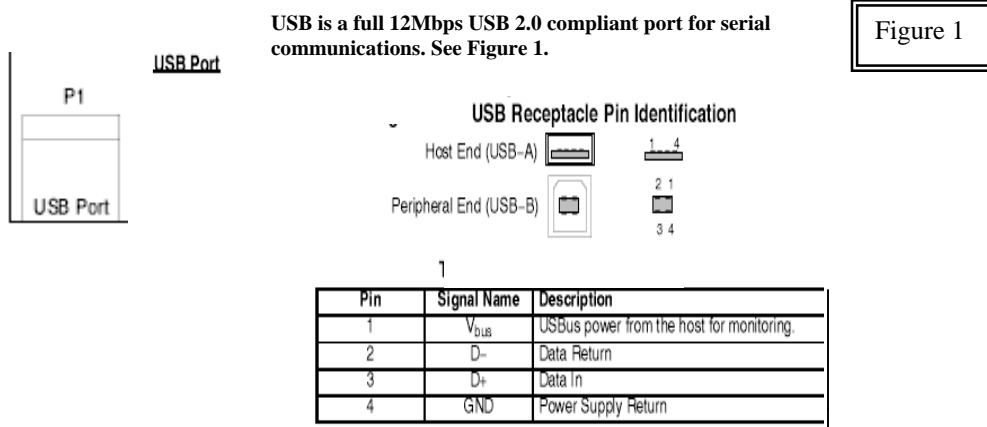 USB is a full 12Mbps USB 2.0 compliant port for serial
communications. See Figure 1.
Figure 1
USB Port
P1
USB Port
USB Receptacle Pin Identification
Host End (USB-A)
1 4
Peripheral End (USB-B)
2 1
3 4
Pin Signal Name Description
1 Vbus USBus power from the host for monitoring.
2 D- Data Return
3 D+ Data In
4 GND Power Supply Return